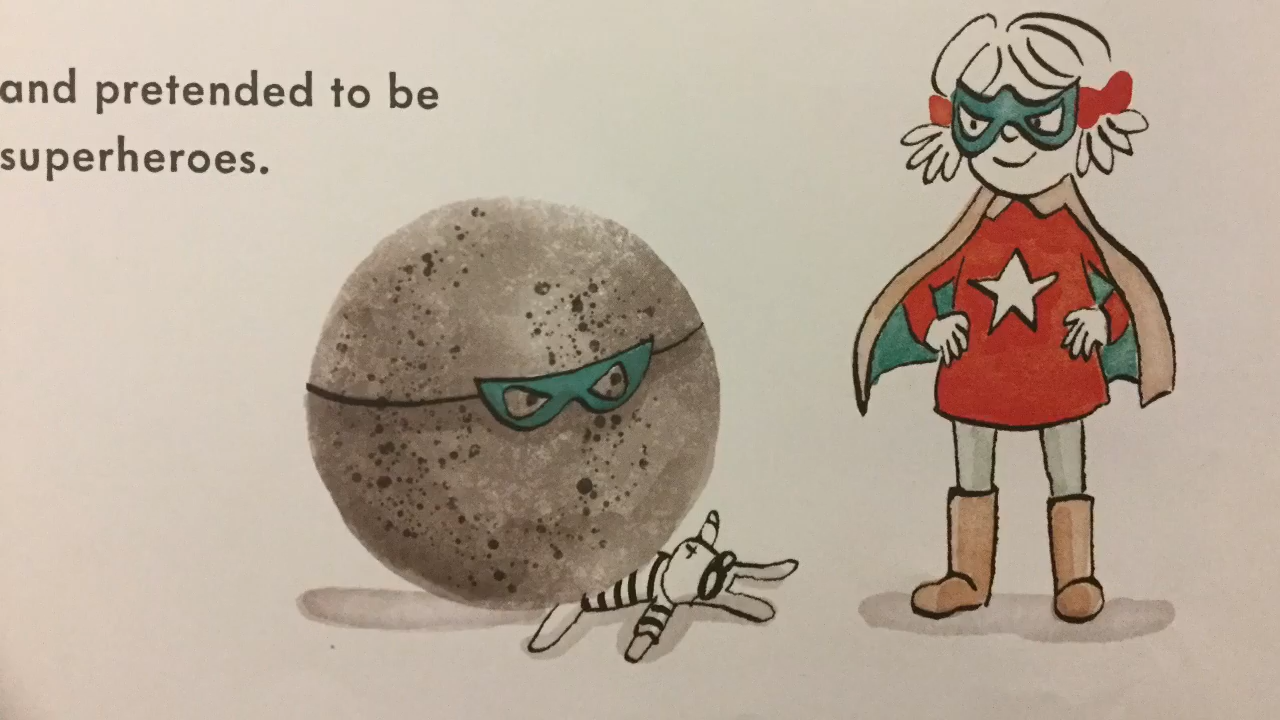 and pretended to be
superheroes.